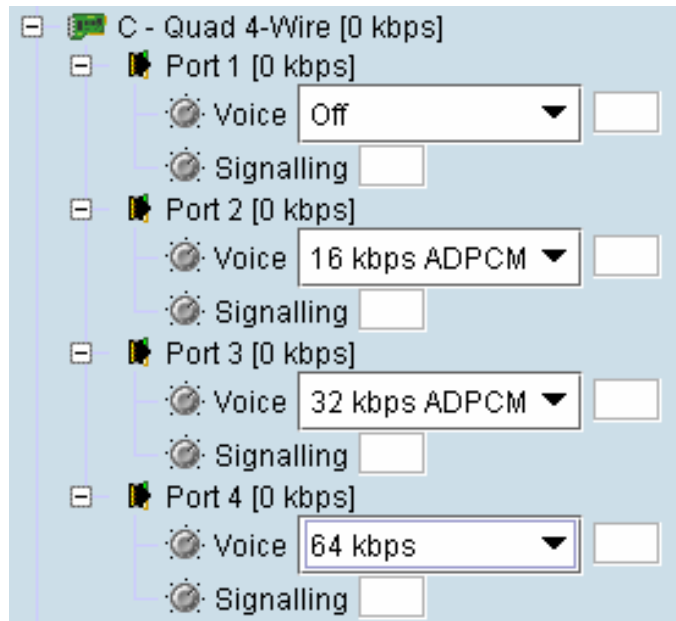 C - Quad 4-Wire [0 kbps]
Port 1 [0 kbps]
Voice Off
Signalling
Port 2 [0 kbps]
Voice 16 kbps ADPCM
Signalling
Port 3 [0 kbps]
Voice 32 kbps ADPCM
Signalling
Port 4 [0 kbps]
Voice 64 kbps
Signalling